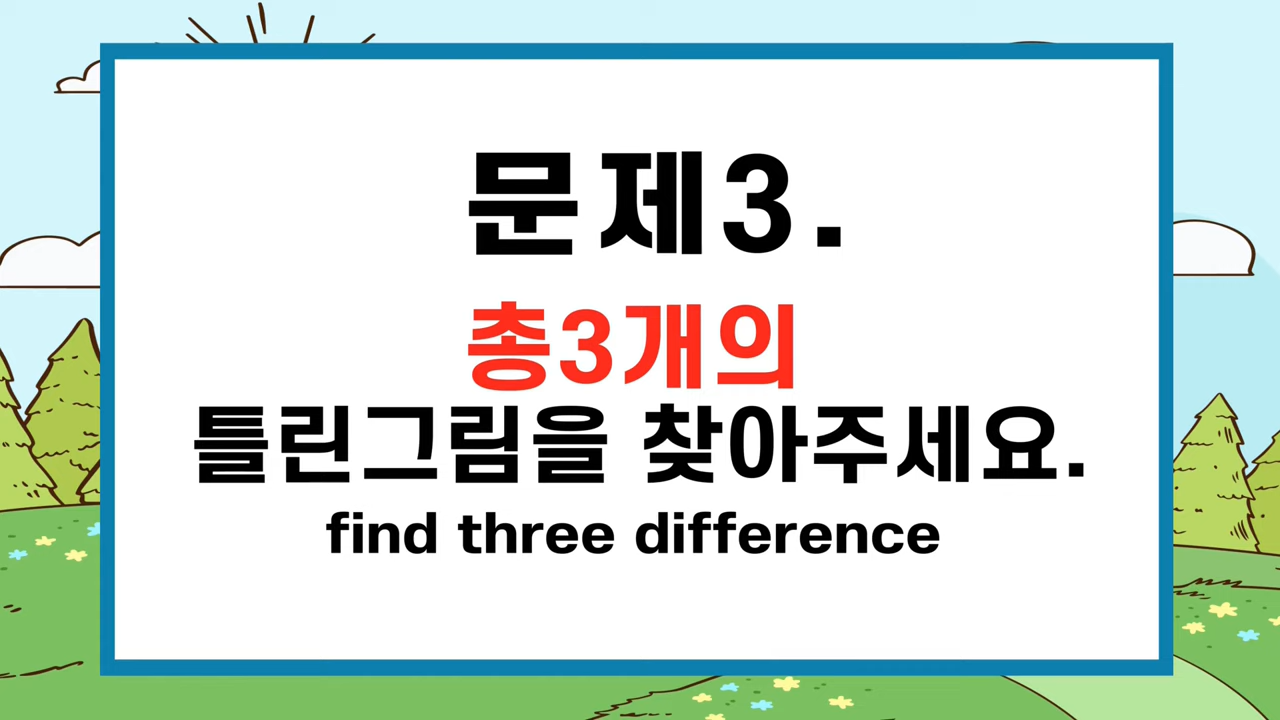 문제3.
총3개의
틀린그림을 찾아주세요.
find three difference